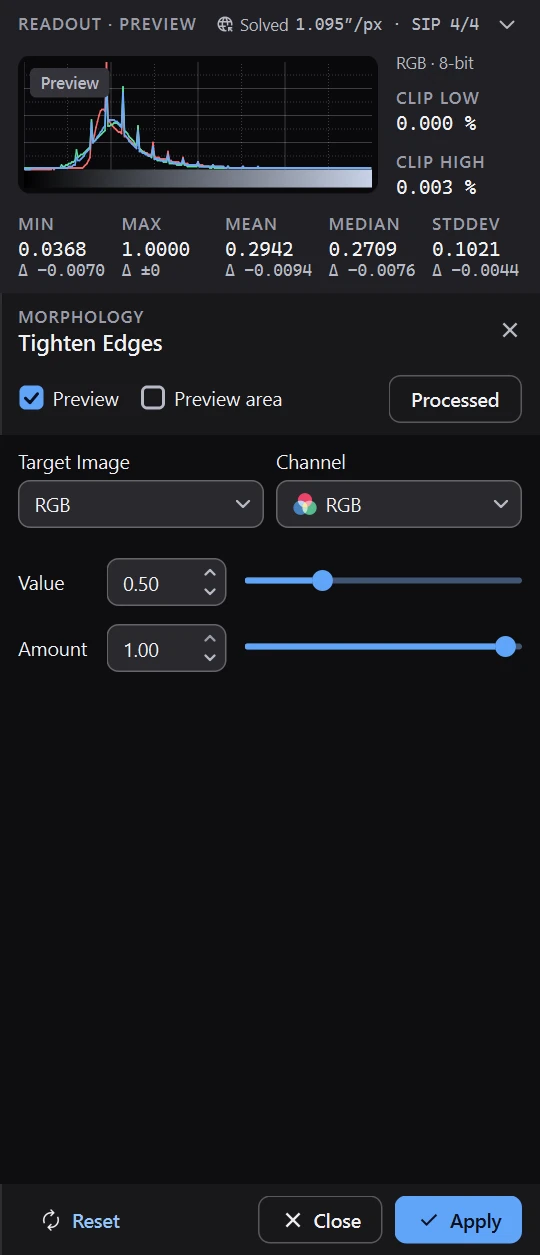 READOUT · PREVIEW Solved 1.095″/px · SIP 4/4
Preview
RGB · 8-bit
CLIP LOW
0.000 %
CLIP HIGH
0.003 %
MIN MAX MEAN MEDIAN STDDEV
0.0368 1.0000 0.2942 0.2709 0.1021
Δ −0.0070 Δ ±0 Δ −0.0094 Δ −0.0076 Δ −0.0044
MORPHOLOGY
Tighten Edges
Preview Preview area Processed
Target Image Channel
RGB RGB
Value 0.50
Amount 1.00
Reset Close Apply